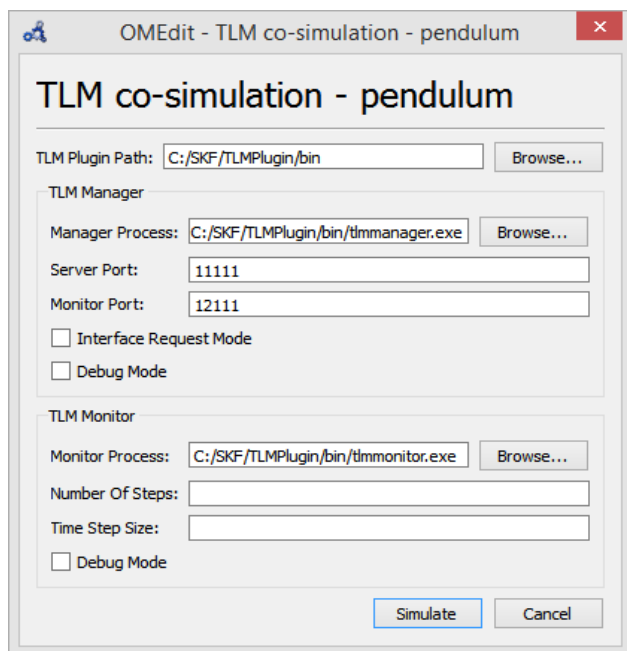 OMEdit - TLM co-simulation - pendulum
TLM co-simulation - pendulum
TLM Plugin Path: C:/SKF/TLMPlugin/bin Browse...
TLM Manager
Manager Process: C:/SKF/TLMPlugin/bin/tlmmanager.exe Browse...
Server Port: 11111
Monitor Port: 12111
Interface Request Mode
Debug Mode
TLM Monitor
Monitor Process: C:/SKF/TLMPlugin/bin/tlmmonitor.exe Browse...
Number Of Steps:
Time Step Size:
Debug Mode
Simulate Cancel